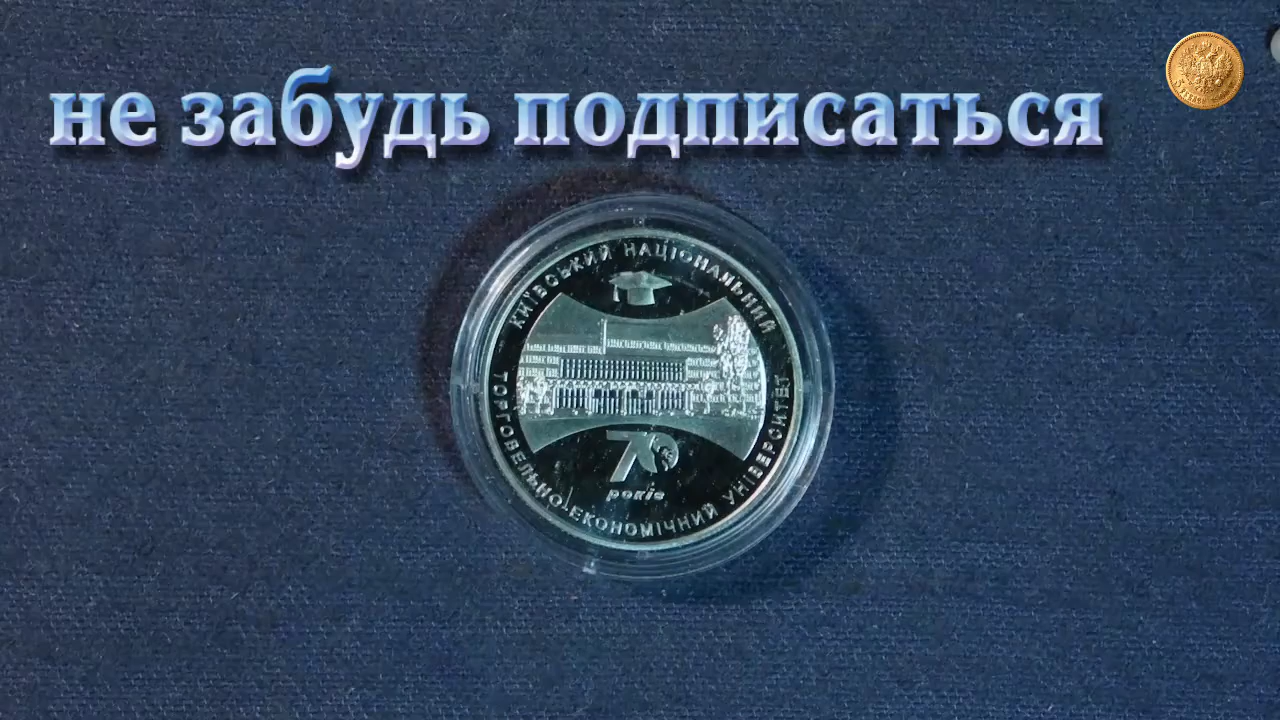 не забудь подписаться
КИЇВСЬКИЙ НАЦІОНАЛЬНИЙ
ТОРГОВЕЛЬНО-ЕКОНОМІЧНИЙ УНІВЕРСИТЕТ
70
років